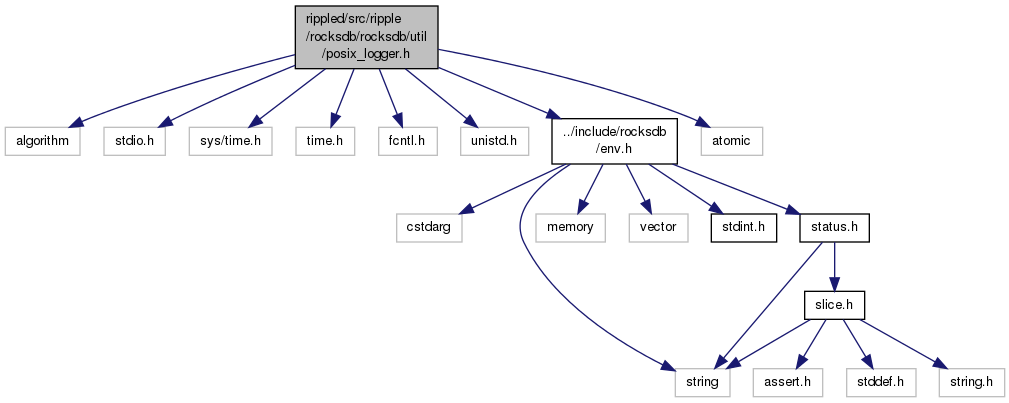 rippled/src/ripple
/rocksdb/rocksdb/util
/posix_logger.h
algorithm
stdio.h
sys/time.h
time.h
fcntl.h
unistd.h
../include/rocksdb
/env.h
atomic
cstdarg
memory
vector
stdint.h
status.h
slice.h
string
assert.h
stddef.h
string.h